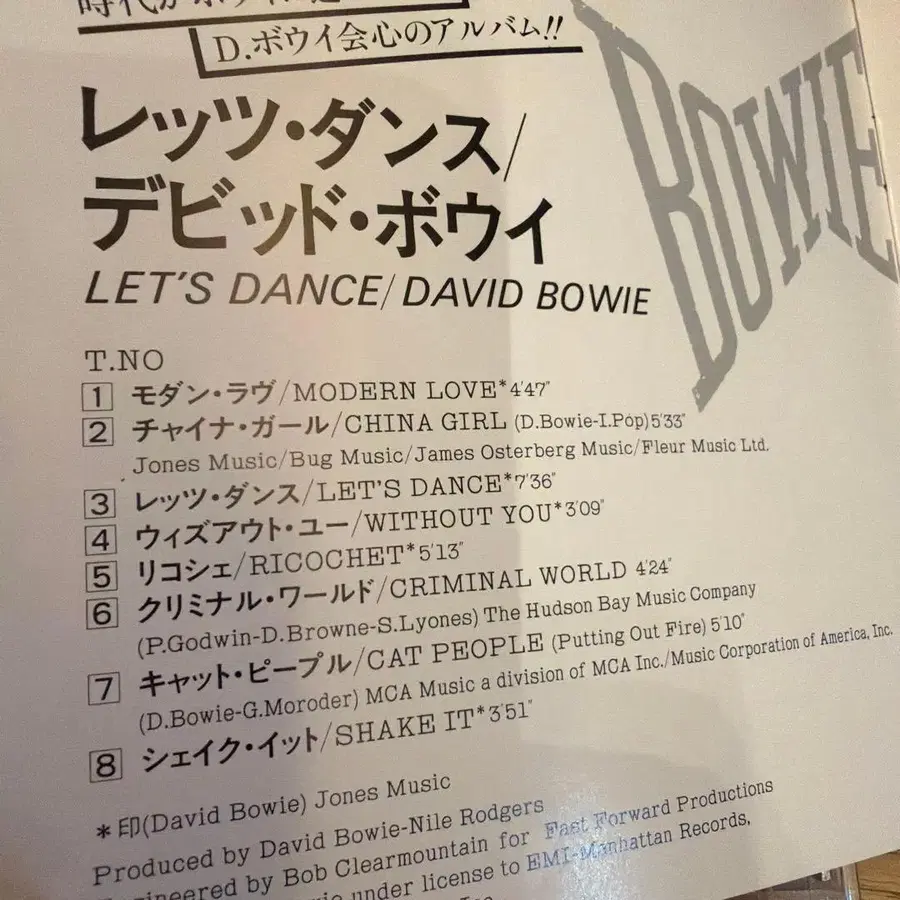 時代が
D.ボウイ会心のアルバム!!
BOWIE
レッツ・ダンス/
デビッド・ボウイ
LET'S DANCE/DAVID BOWIE
T.NO
1 モダン・ラヴ/MODERN LOVE*4'47"
2 チャイナ・ガール/CHINA GIRL (D.Bowie-I.Pop)5'33"
Jones Music/Bug Music/James Osterberg Music/Fleur Music Ltd.
3 レッツ・ダンス/LET'S DANCE*7'36"
4 ウィズアウト・ユー/WITHOUT YOU*3'09"
5 リコシェ/RICOCHET*5'13"
6 クリミナル・ワールド/CRIMINAL WORLD 4'24"
(P.Godwin-D.Browne-S.Lyones) The Hudson Bay Music Company
7 キャット・ピープル/CAT PEOPLE (Putting Out Fire) 5'10"
(D.Bowie-G.Moroder) MCA Music a division of MCA Inc./Music Corporation of America, Inc.
8 シェイク・イット/SHAKE IT*3'51"
*印(David Bowie) Jones Music
Produced by David Bowie-Nile Rodgers
Engineered by Bob Clearmountain for Fast Forward Productions
under license to EMI-Manhattan Records,